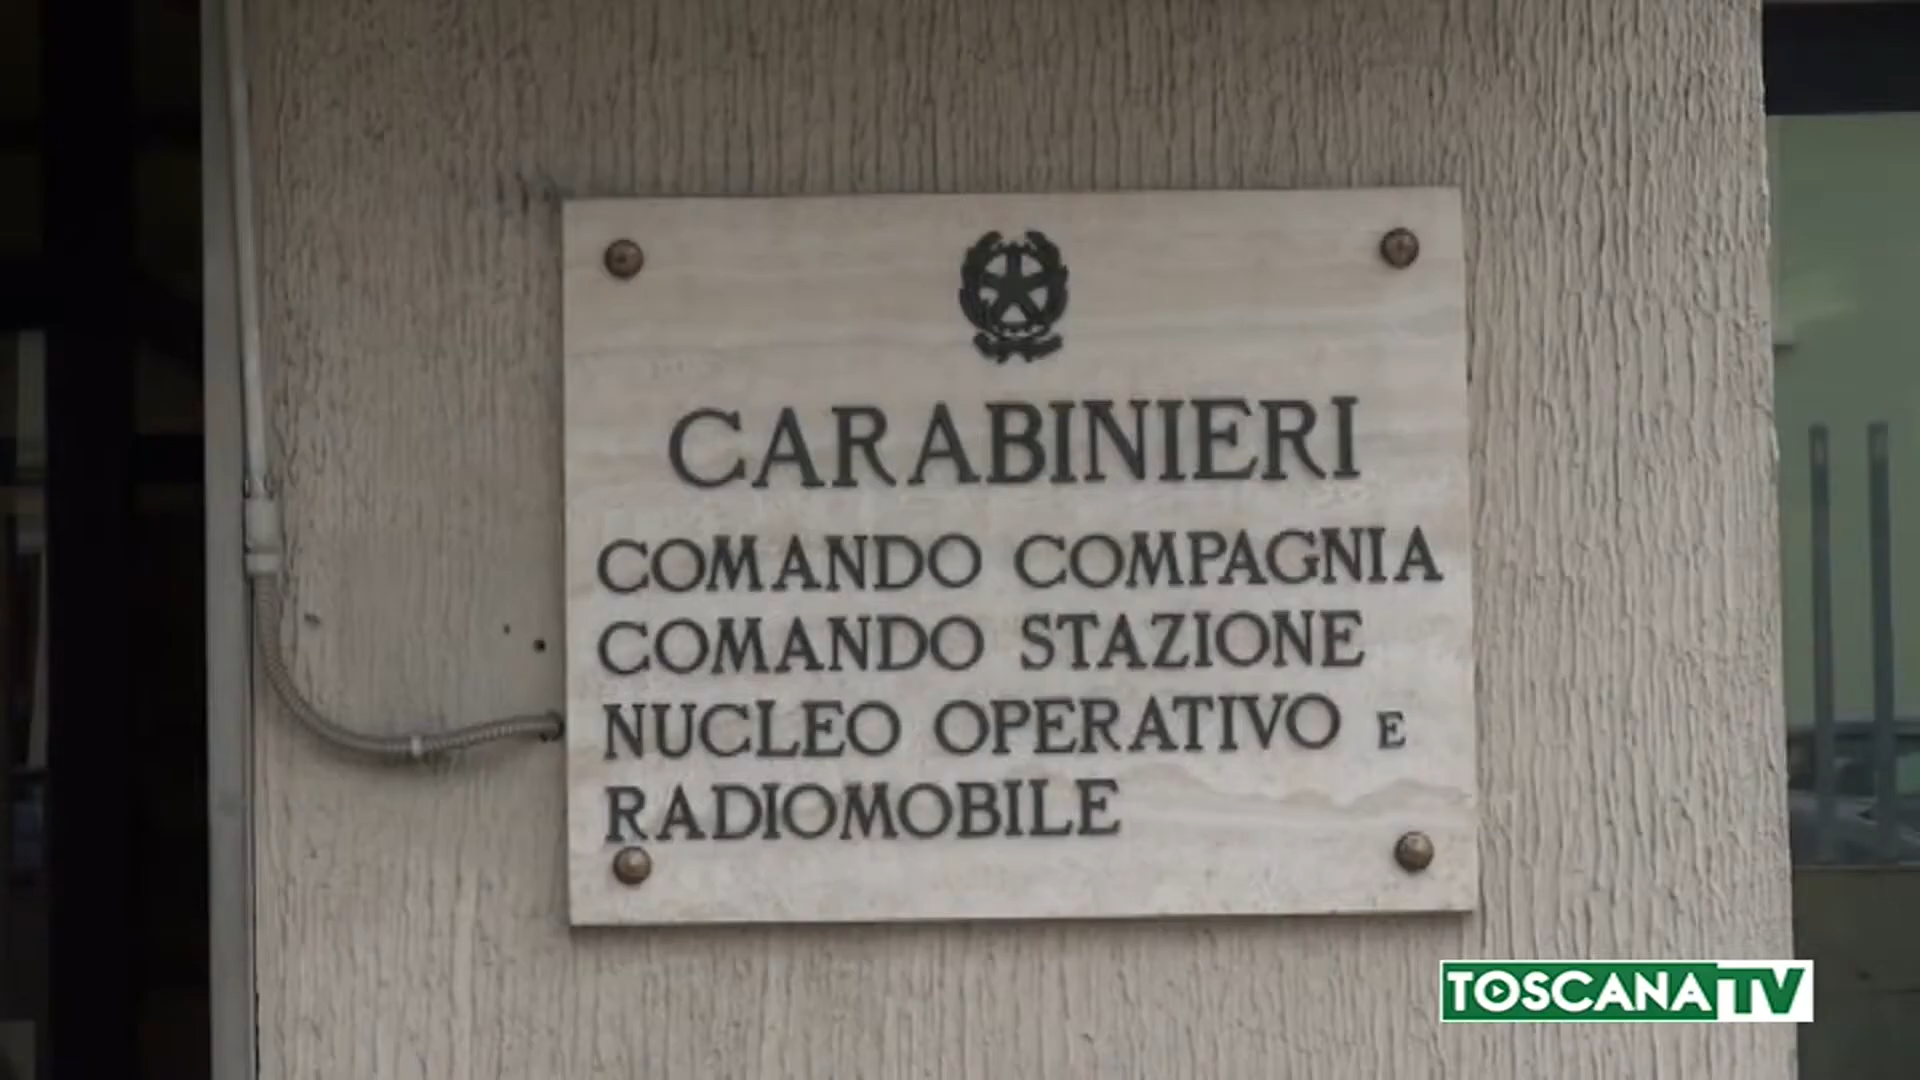 CARABINIERI
COMANDO COMPAGNIA
COMANDO STAZIONE
NUCLEO OPERATIVO E
RADIOMOBILE
TOSCANA TV